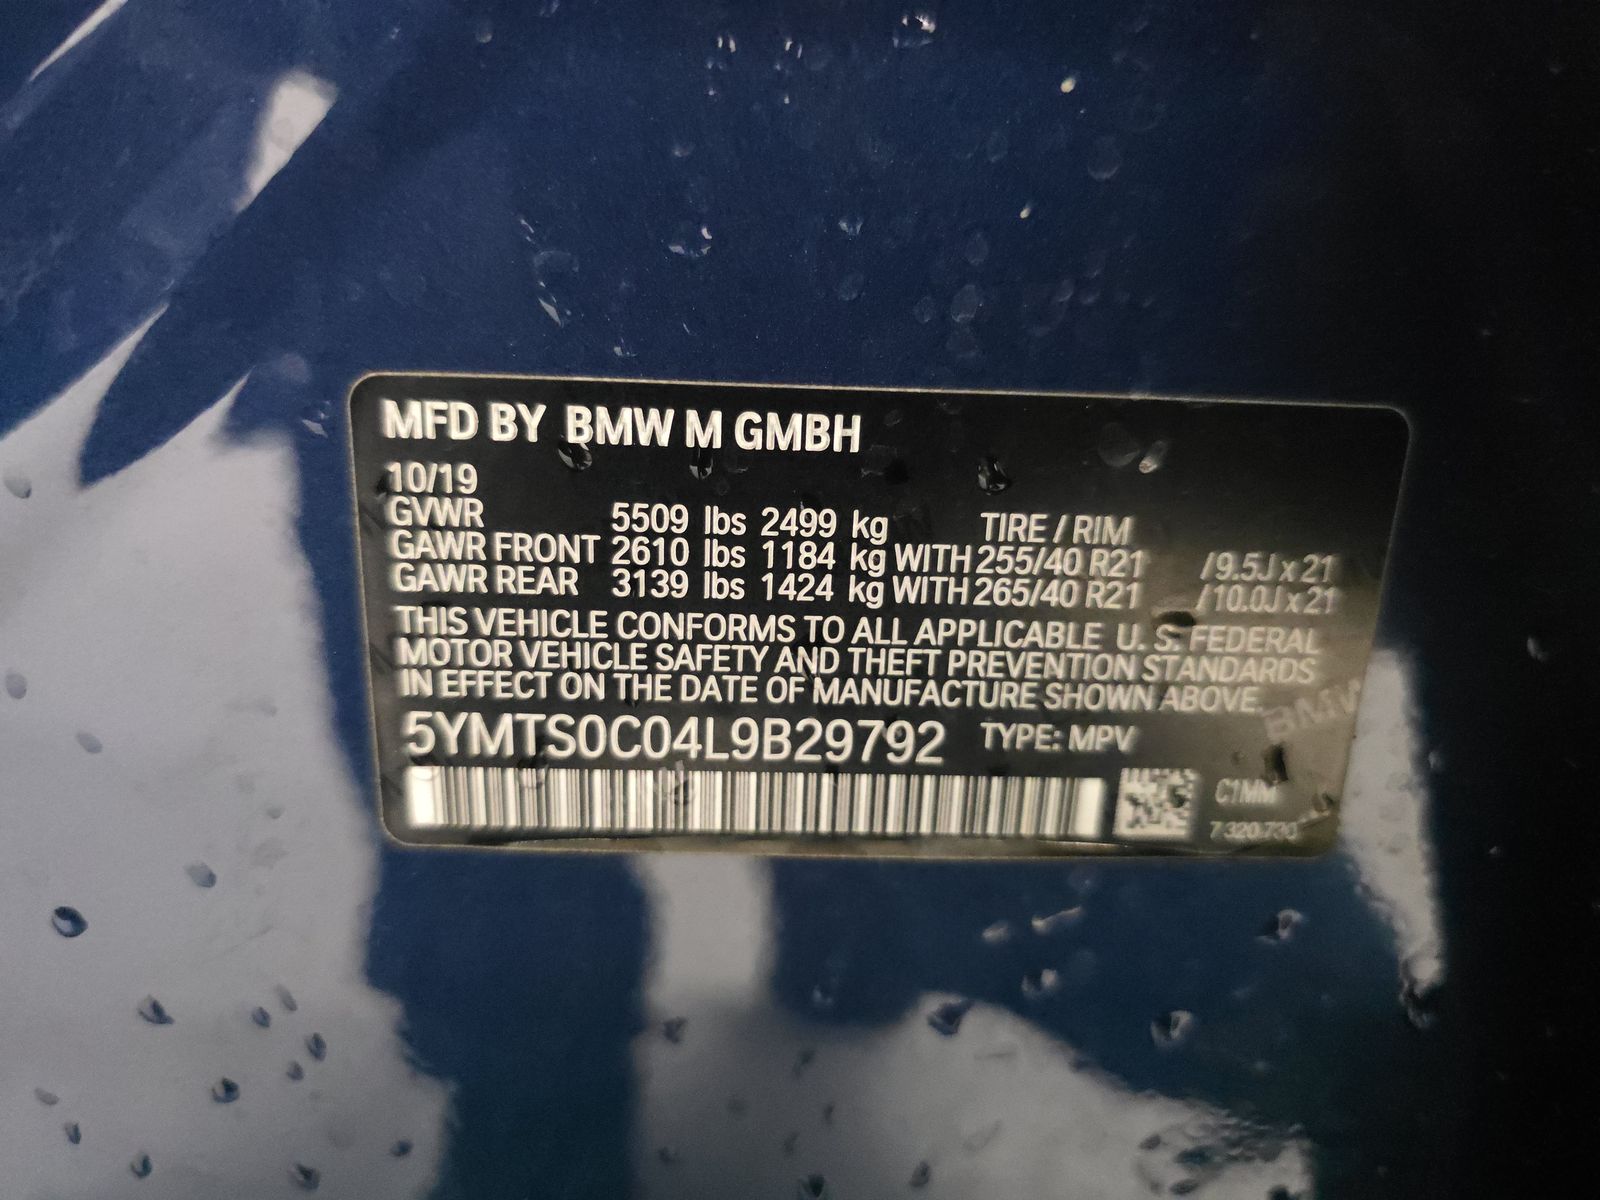 MFD BY BMW M GMBH
10/19
GVWR 5509 lbs 2499 kg TIRE / RIM
GAWR FRONT 2610 lbs 1184 kg WITH 255/40 R21 /9.5J x 21
GAWR REAR 3139 lbs 1424 kg WITH 265/40 R21 /10.0J x 21
THIS VEHICLE CONFORMS TO ALL APPLICABLE U. S. FEDERAL
MOTOR VEHICLE SAFETY AND THEFT PREVENTION STANDARDS
IN EFFECT ON THE DATE OF MANUFACTURE SHOWN ABOVE.
BMW
5YMTS0C04L9B29792 TYPE: MPV
C1MM